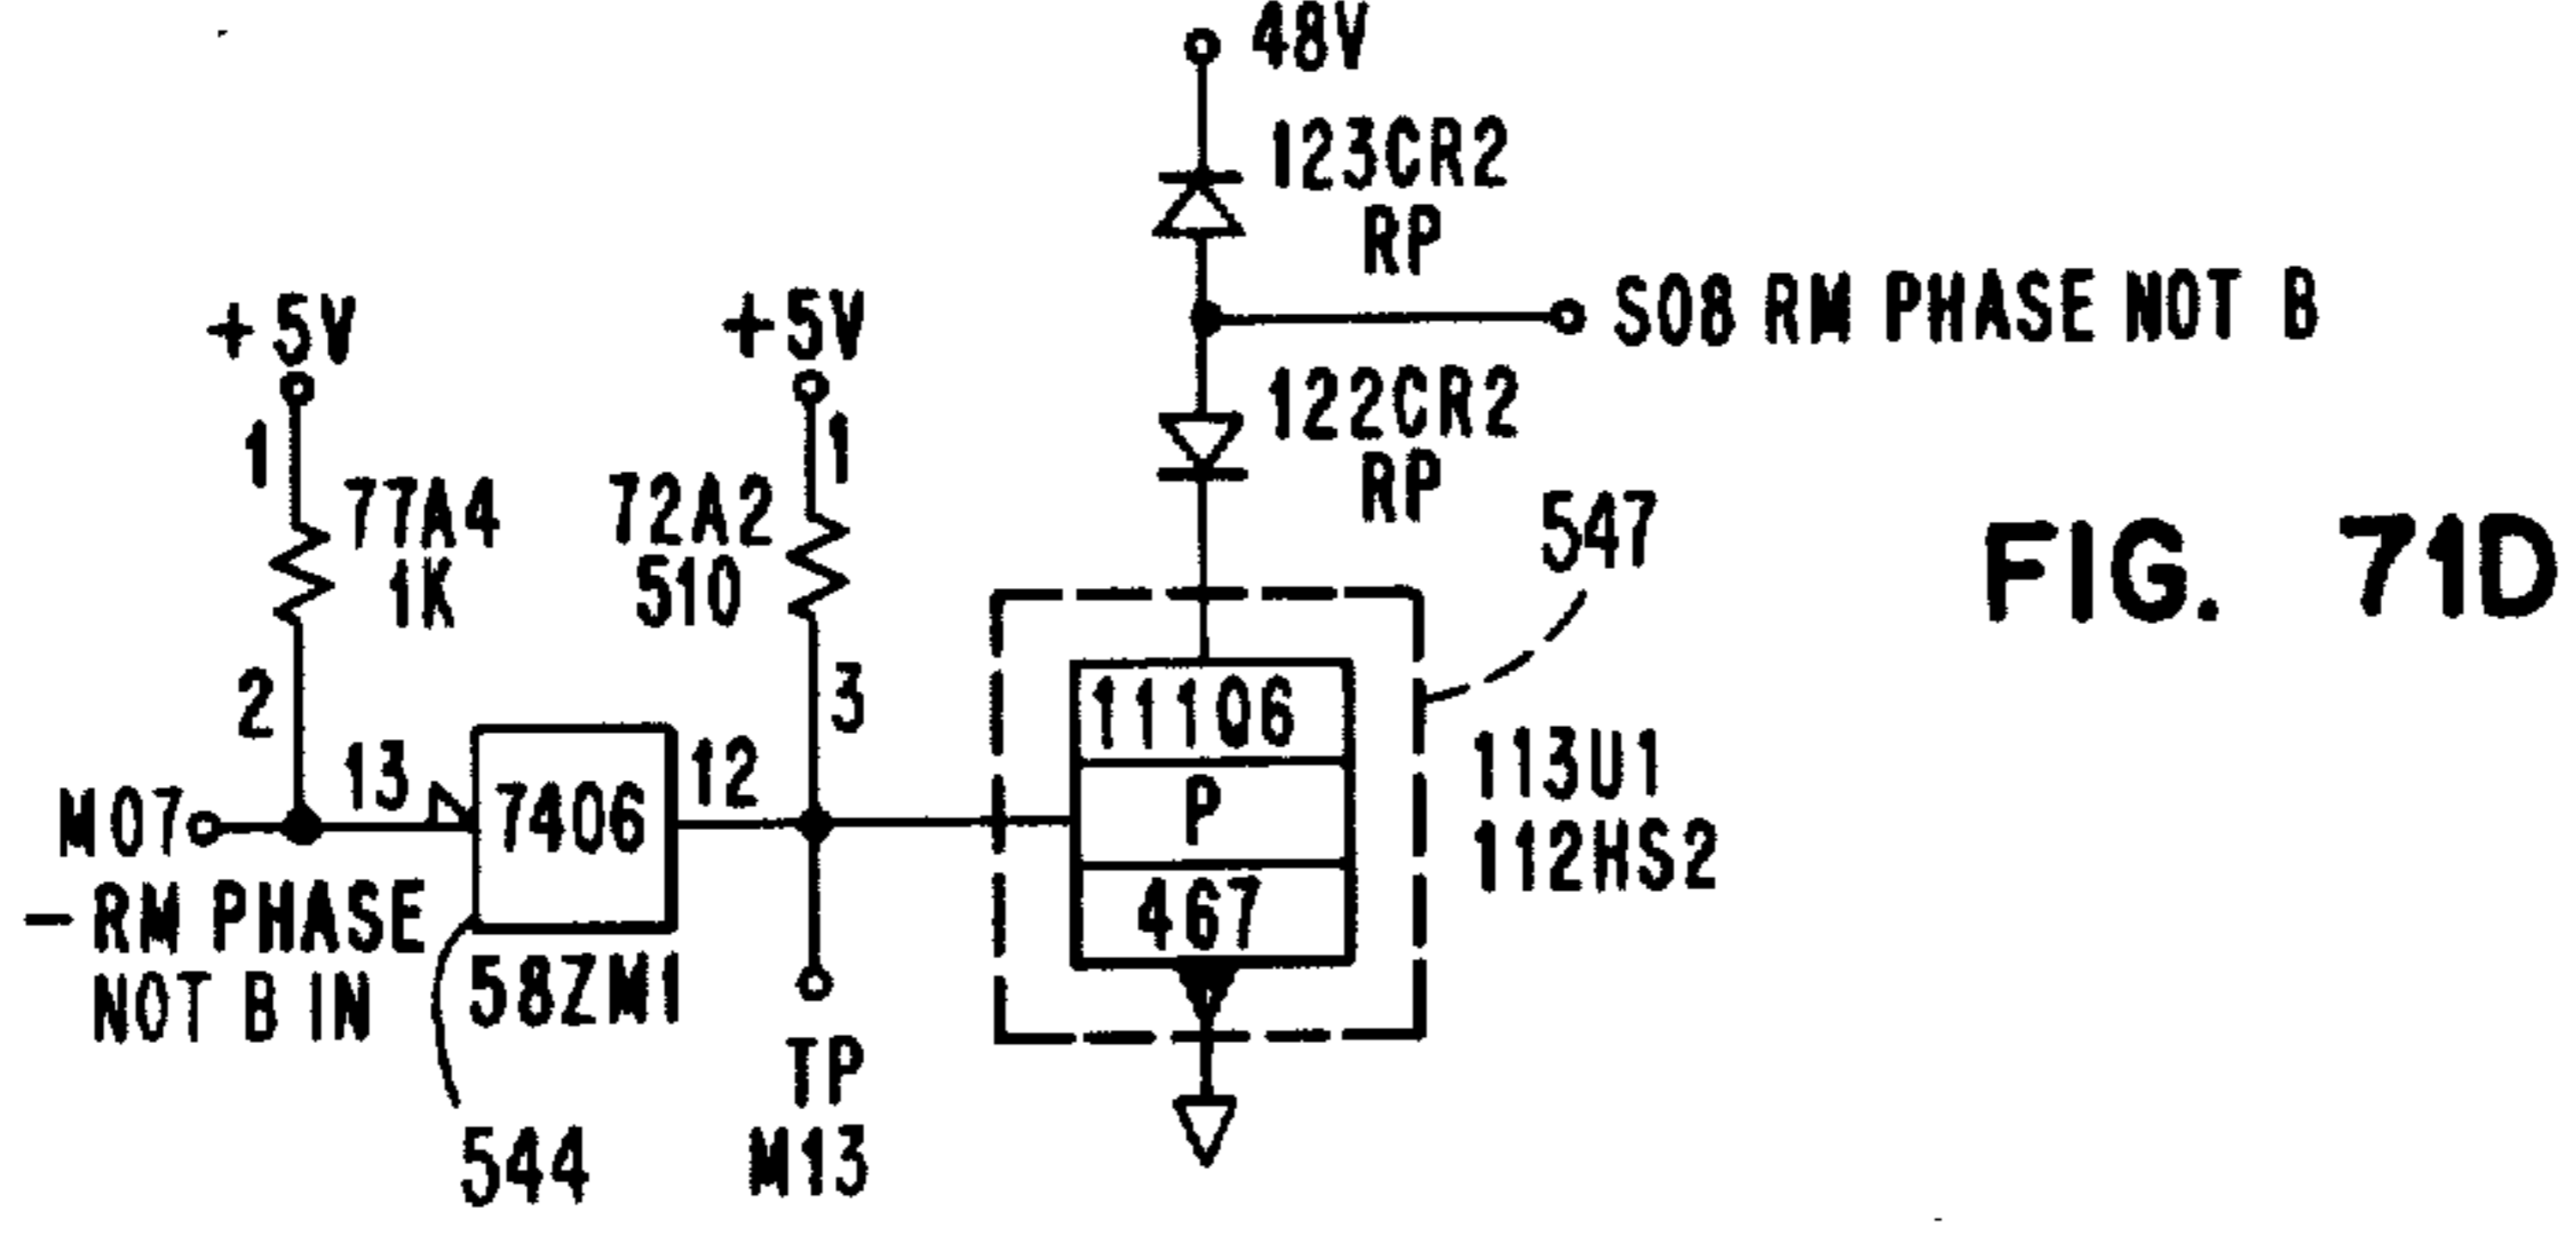 48V
123CR2
RP
S08 RM PHASE NOT B
+5V
+5V
1
1
122CR2
RP
77A4
1K
72A2
510
547
FIG. 71D
2
3
111Q6
P
467
113U1
112HS2
M07
13
7406
12
- RM PHASE
NOT B IN
58ZM1
544
TP
M13